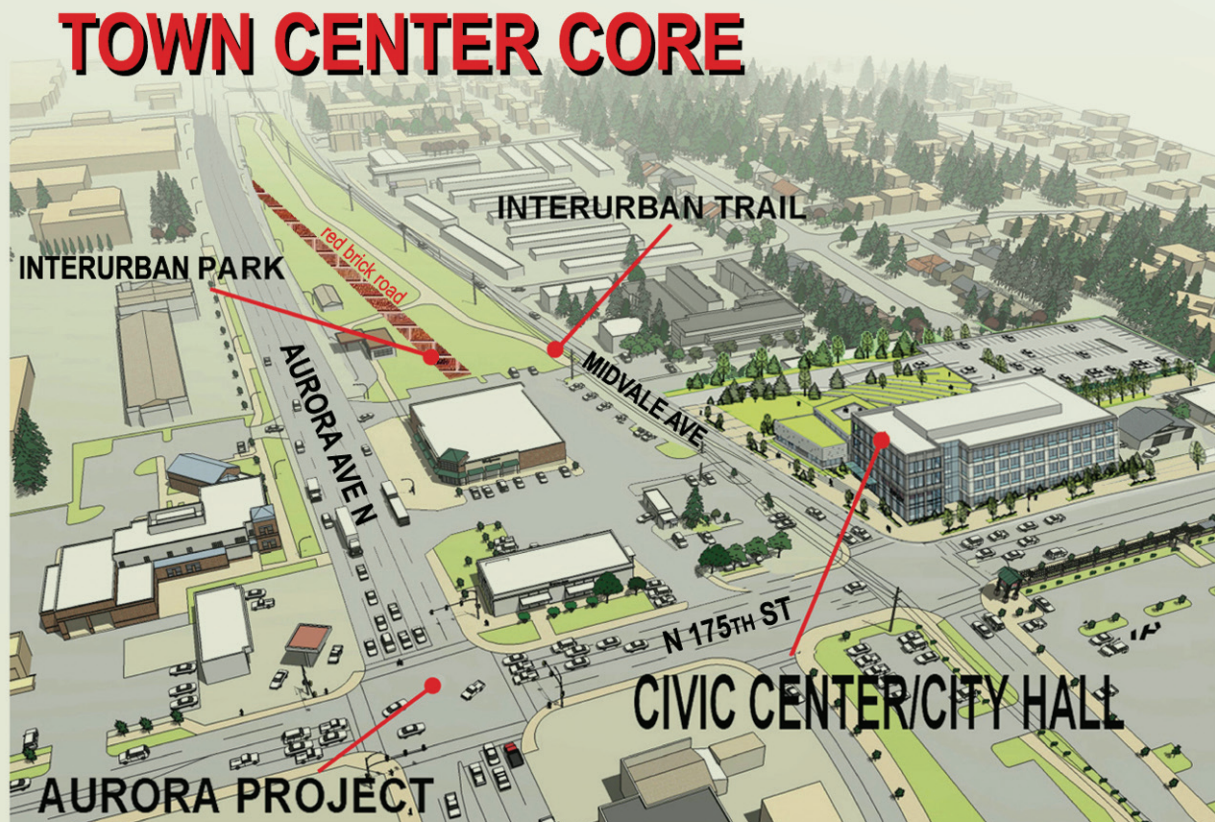 TOWN CENTER CORE
INTERURBAN TRAIL
INTERURBAN PARK
red brick road
AURORA AVE N
MIDVALE AVE
N 175TH ST
CIVIC CENTER/CITY HALL
AURORA PROJECT